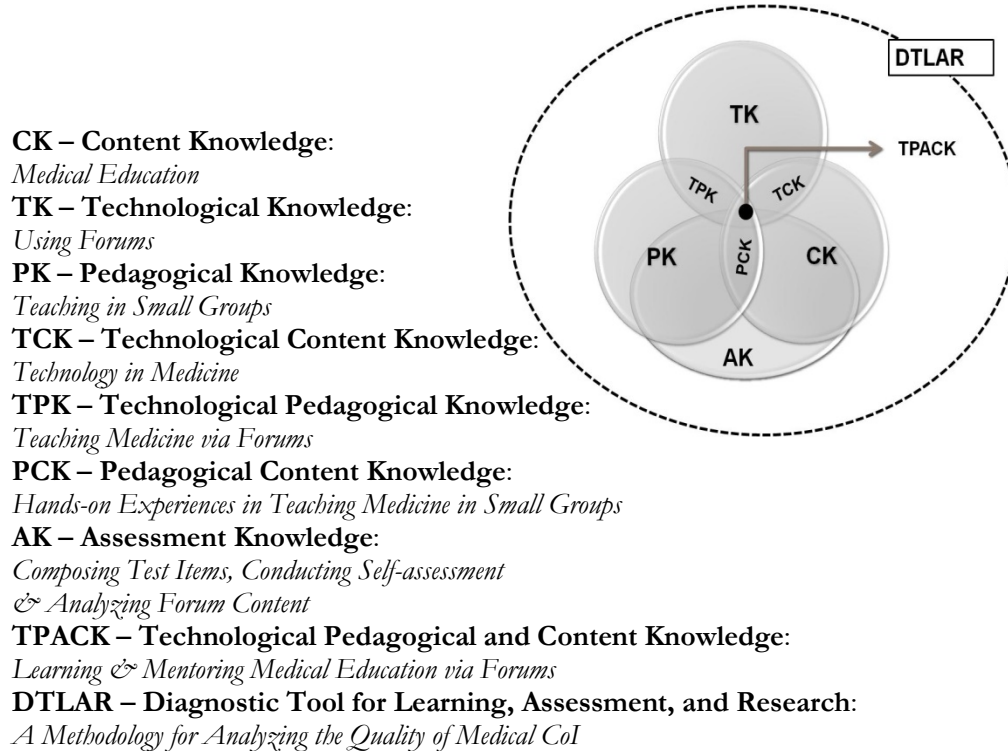 DTLAR
TK
TPACK
TPK
TCK
PK
PCK
CK
AK
CK – Content Knowledge:
Medical Education
TK – Technological Knowledge:
Using Forums
PK – Pedagogical Knowledge:
Teaching in Small Groups
TCK – Technological Content Knowledge:
Technology in Medicine
TPK – Technological Pedagogical Knowledge:
Teaching Medicine via Forums
PCK – Pedagogical Content Knowledge:
Hands-on Experiences in Teaching Medicine in Small Groups
AK – Assessment Knowledge:
Composing Test Items, Conducting Self-assessment
& Analyzing Forum Content
TPACK – Technological Pedagogical and Content Knowledge:
Learning & Mentoring Medical Education via Forums
DTLAR – Diagnostic Tool for Learning, Assessment, and Research:
A Methodology for Analyzing the Quality of Medical CoI